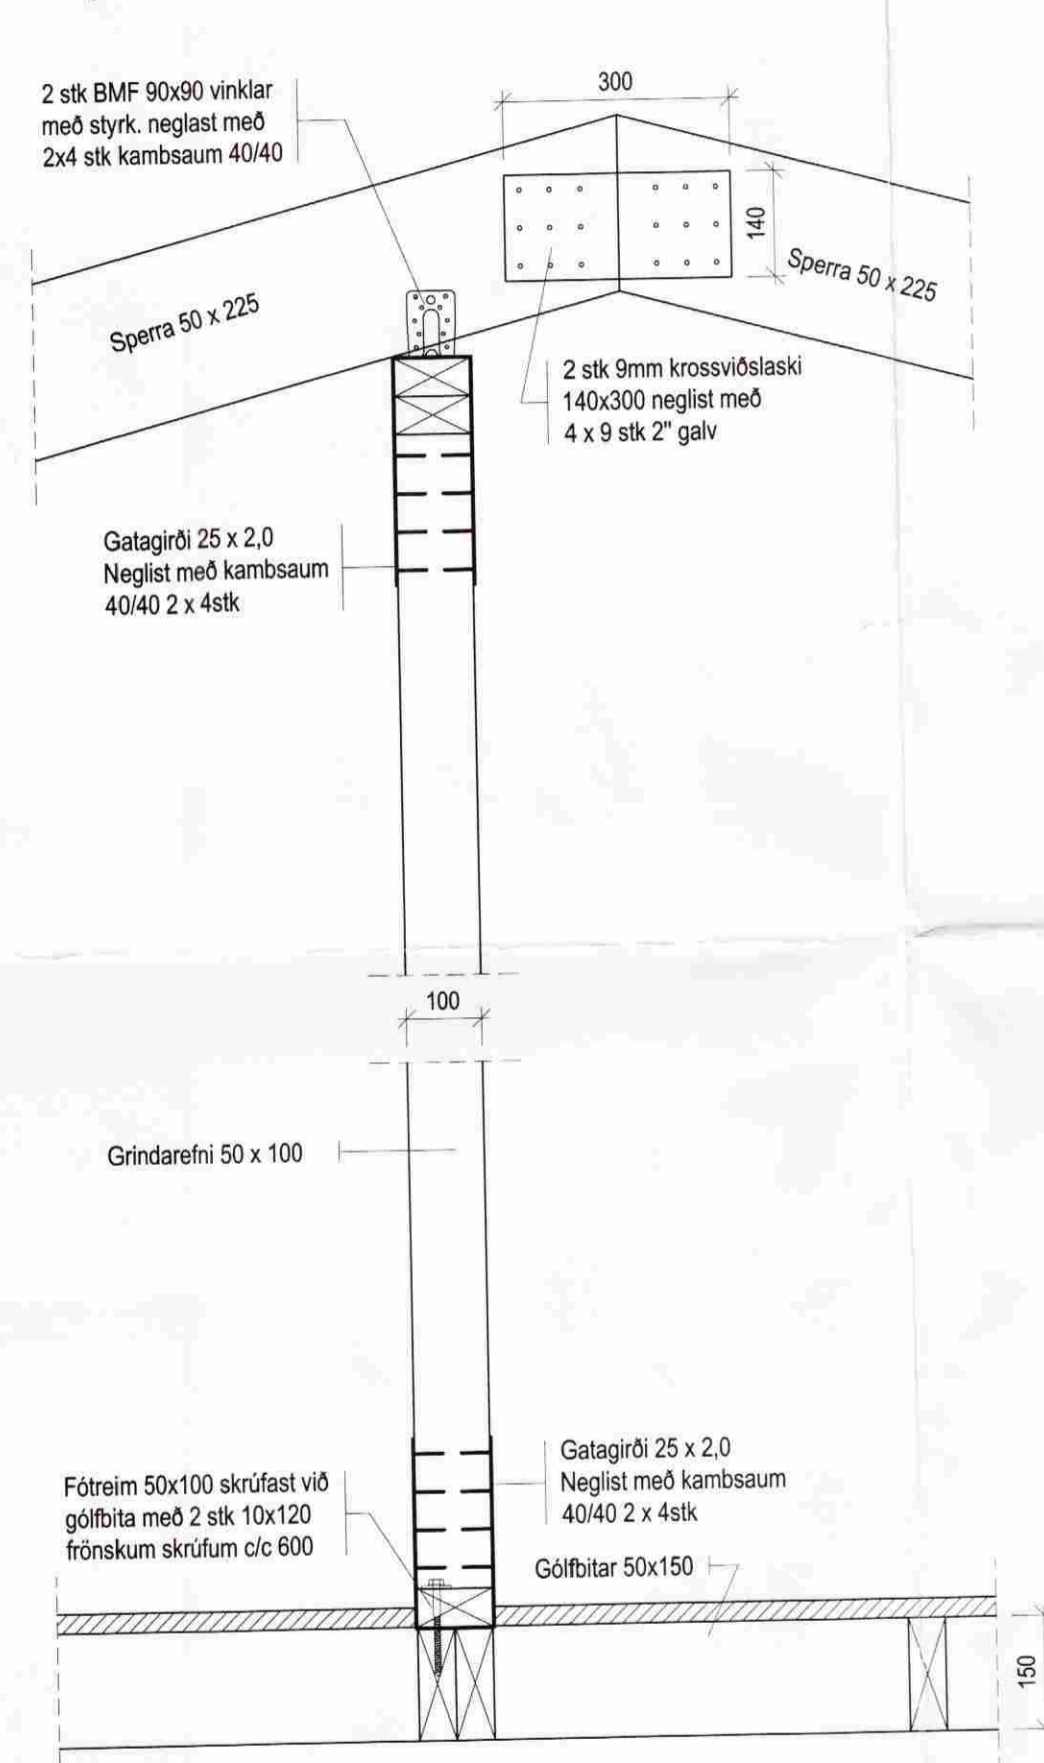 2 stk BMF 90x90 vinklar
með styrk. neglast með
2x4 stk kambsaum 40/40
300
140
Sperra 50 x 225
Sperra 50 x 225
2 stk 9mm krossviðslaski
140x300 neglist með
4 x 9 stk 2" galv
Gatagirði 25 x 2,0
Neglist með kambsaum
40/40 2 x 4stk
100
Grindarefni 50 x 100
Gatagirði 25 x 2,0
Neglist með kambsaum
40/40 2 x 4stk
Fótreim 50x100 skrúfast við
gólfbita með 2 stk 10x120
frönskum skrúfum c/c 600
Gólfbitar 50x150
150